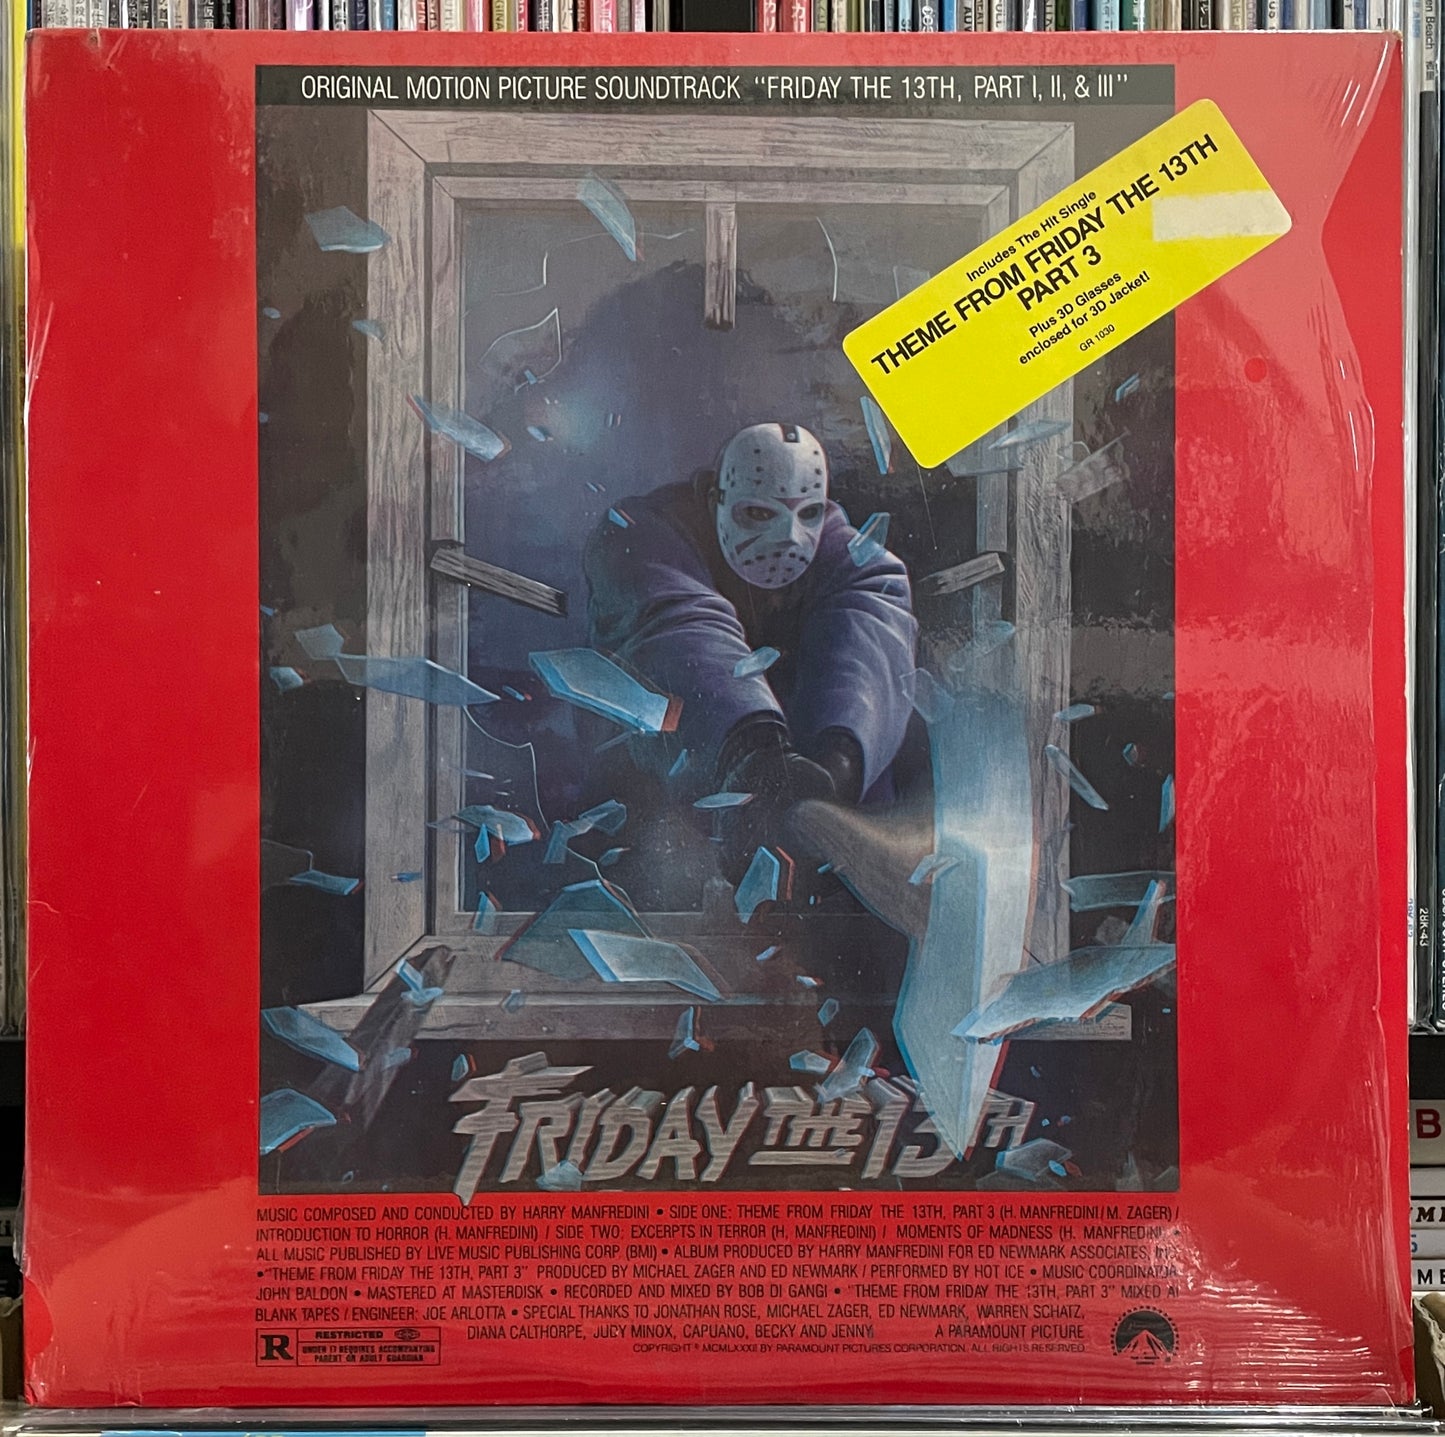 ORIGINAL MOTION PICTURE SOUNDTRACK "FRIDAY THE 13TH, PART I, II, & III"
Includes The Hit Single
THEME FROM FRIDAY THE 13TH
PART 3
Plus 3D Glasses
enclosed for 3D Jacket!
GR 1030
FRIDAY THE 13TH
MUSIC COMPOSED AND CONDUCTED BY HARRY MANFREDINI • SIDE ONE: THEME FROM FRIDAY THE 13TH, PART 3 (H. MANFREDINI/M. ZAGER) /
INTRODUCTION TO HORROR (H. MANFREDINI) / SIDE TWO: EXCERPTS IN TERROR (H. MANFREDINI) / MOMENTS OF MADNESS (H. MANFREDINI) •
ALL MUSIC PUBLISHED BY LIVE MUSIC PUBLISHING CORP. (BMI) • ALBUM PRODUCED BY HARRY MANFREDINI FOR ED NEWMARK ASSOCIATES, INC.
• "THEME FROM FRIDAY THE 13TH, PART 3" PRODUCED BY MICHAEL ZAGER AND ED NEWMARK / PERFORMED BY HOT ICE • MUSIC COORDINATOR
JOHN BALDON • MASTERED AT MASTERDISK • RECORDED AND MIXED BY BOB DI GANGI • "THEME FROM FRIDAY THE 13TH, PART 3" MIXED AT
BLANK TAPES / ENGINEER: JOE ARLOTTA • SPECIAL THANKS TO JONATHAN ROSE, MICHAEL ZAGER, ED NEWMARK, WARREN SCHATZ,
DIANA CALTHORPE, JUDY MINOX, CAPUANO, BECKY AND JENNY. A PARAMOUNT PICTURE
COPYRIGHT © MCMLXXXII BY PARAMOUNT PICTURES CORPORATION. ALL RIGHTS RESERVED
R
RESTRICTED
UNDER 17 REQUIRES ACCOMPANYING
PARENT OR ADULT GUARDIAN
28K-43